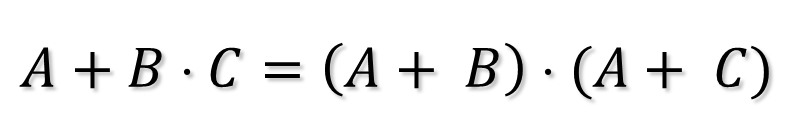 A + B · C = (A + B) · (A + C)